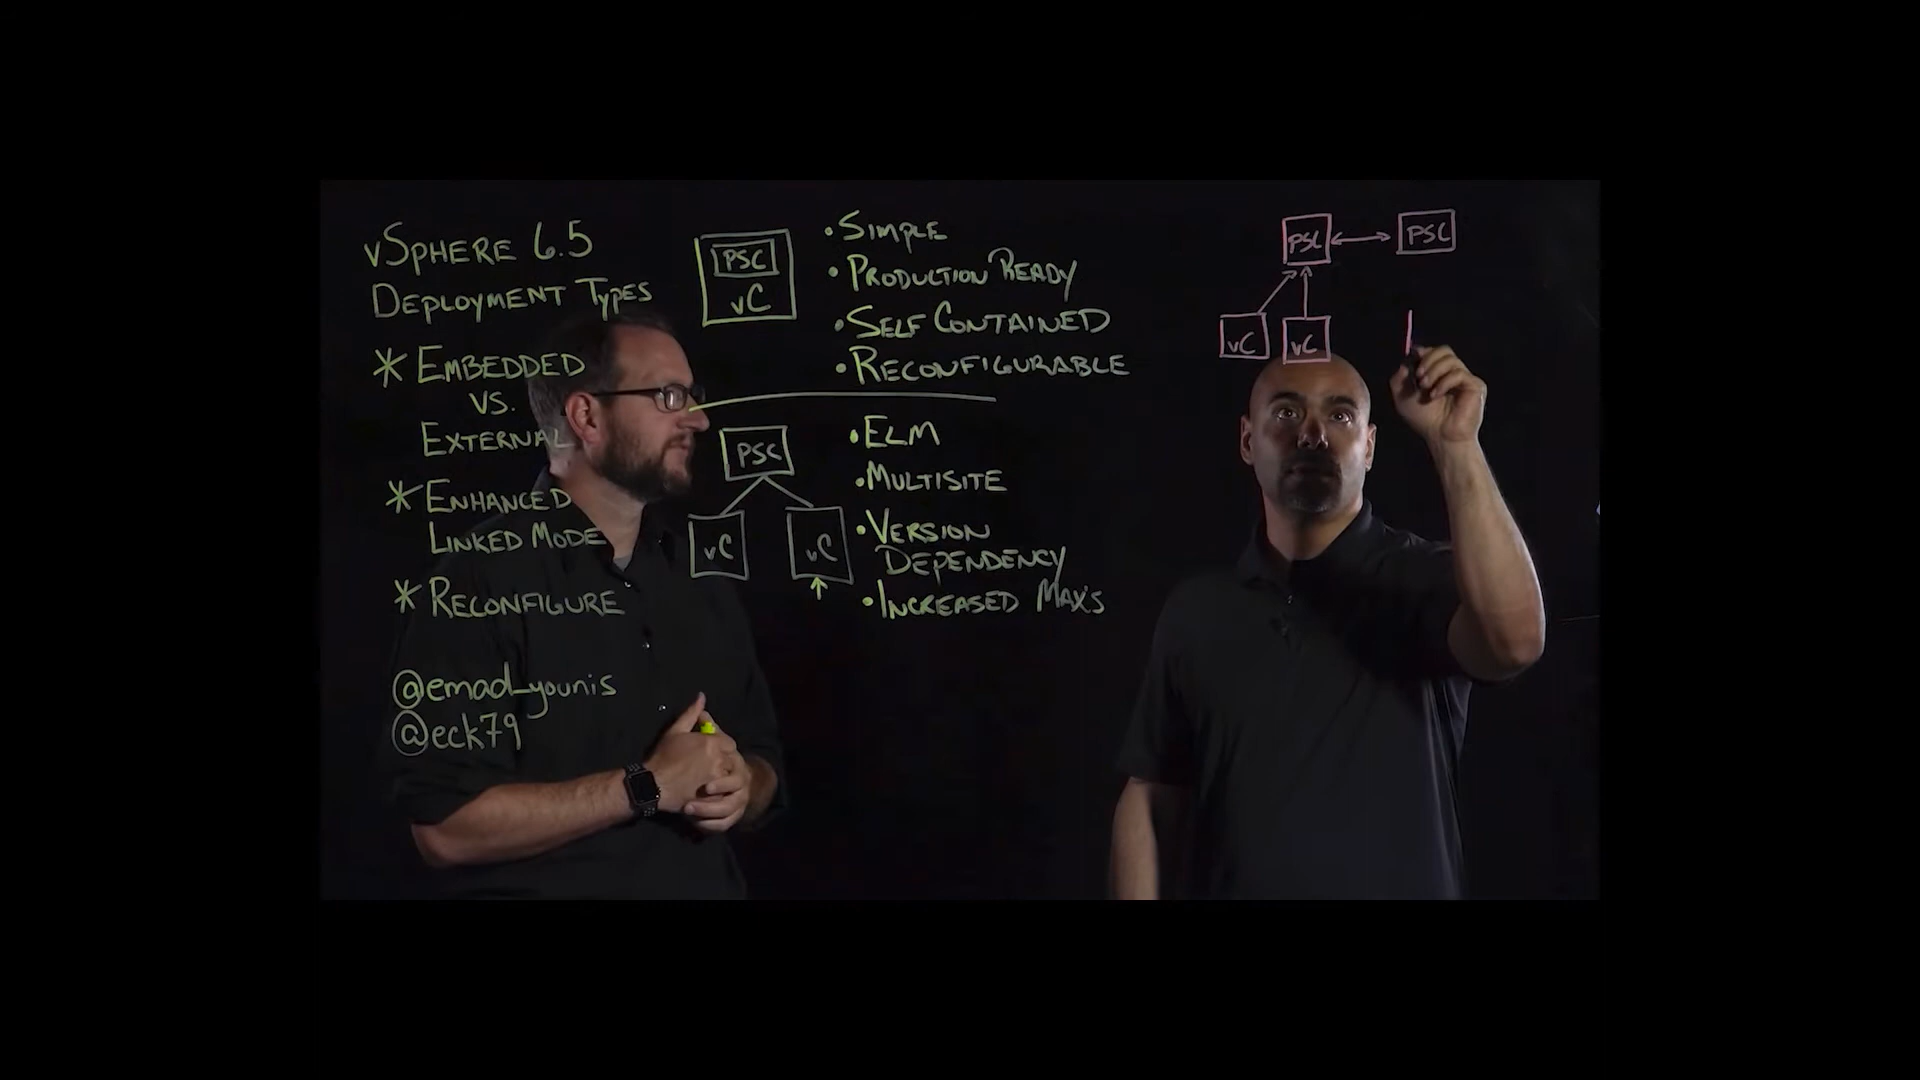 vSPHERE 6.5
DEPLOYMENT TYPES
* EMBEDDED
VS.
EXTERNAL
* ENHANCED
LINKED MODE
* RECONFIGURE
@emad_younis
@eck79
PSC
vC
• SIMPLE
• PRODUCTION READY
• SELF CONTAINED
• RECONFIGURABLE
PSC
vC vC
• ELM
• MULTISITE
• VERSION
DEPENDENCY
• INCREASED MAX'S
PSC PSC
vC vC